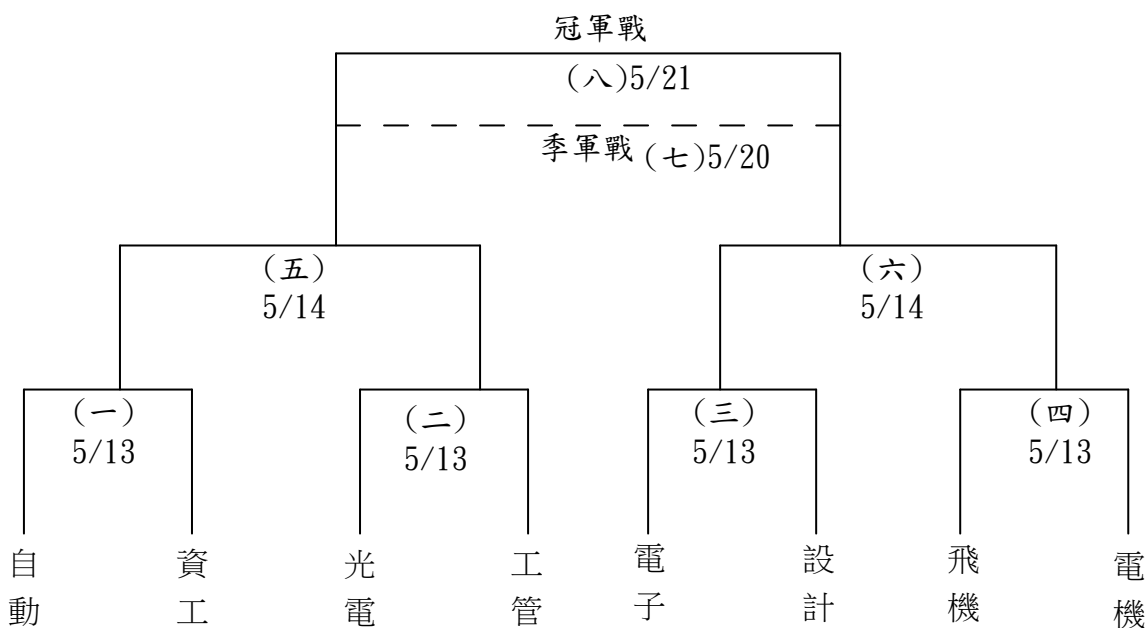 冠軍戰
(八)5/21
季軍戰 (七)5/20
(五)
5/14
(六)
5/14
(一)
5/13
(二)
5/13
(三)
5/13
(四)
5/13
自動
資工
光電
工管
電子
設計
飛機
電機